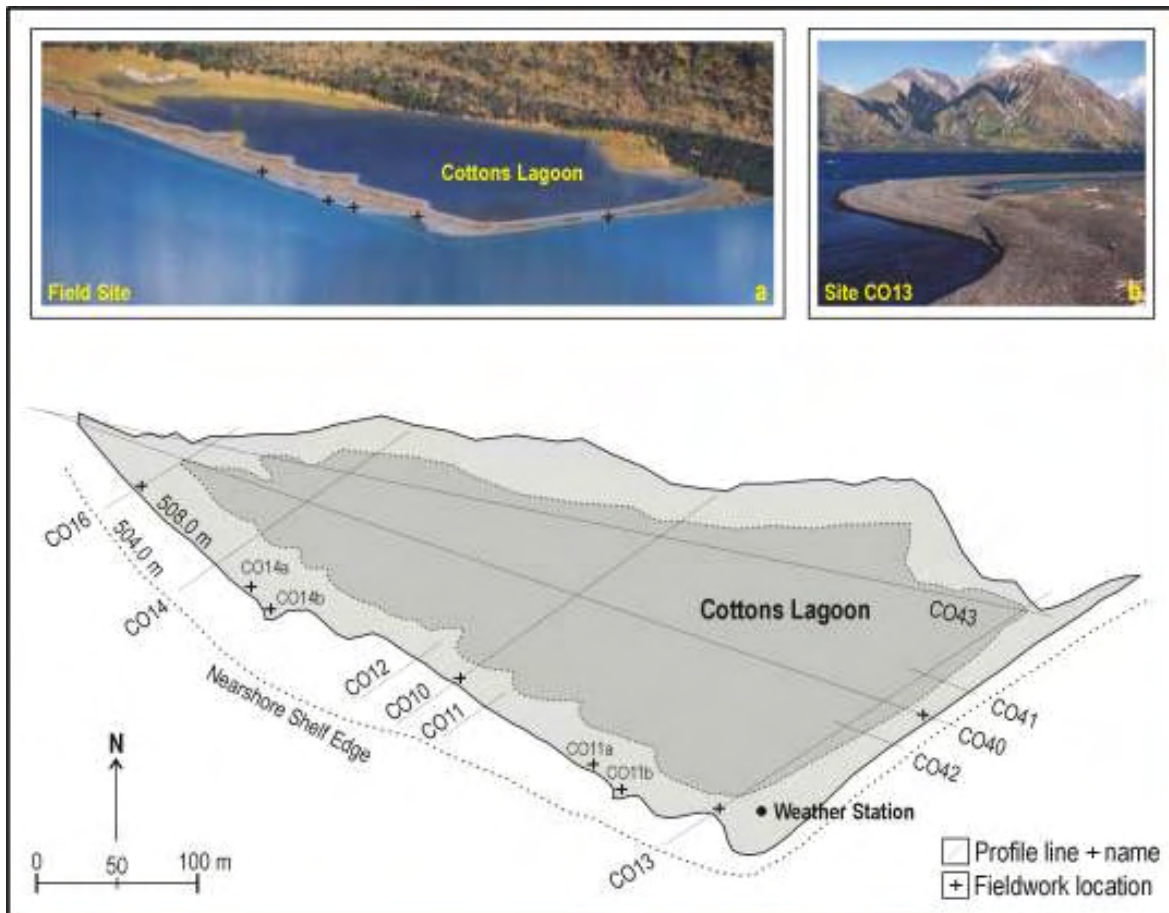 Cottons Lagoon
Field Site
a
Site CO13
b
CO16
504.0 m
508.0 m
CO14
CO14a
CO14b
CO12
CO10
CO11
Nearshore Shelf Edge
CO11a
CO11b
CO13
Cottons Lagoon
CO43
CO41
CO40
CO42
Weather Station
N
0 50 100 m
Profile line + name
Fieldwork location